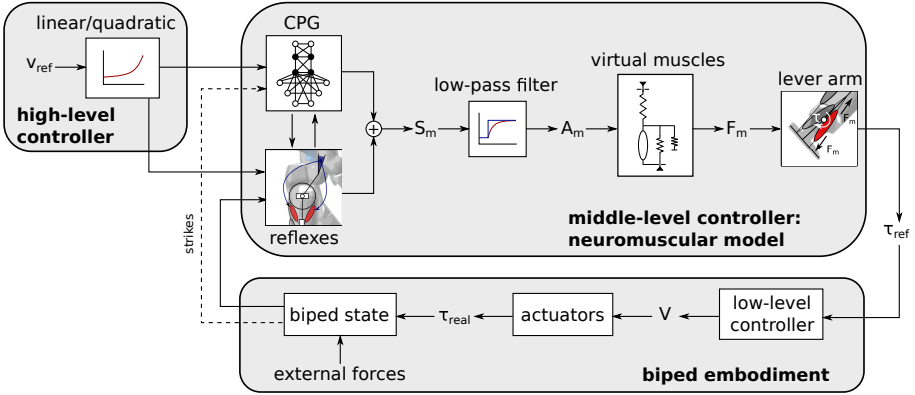 linear/quadratic
v_ref
high-level
controller
CPG
reflexes
strikes
S_m
low-pass filter
A_m
virtual muscles
F_m
lever arm
F_m
F_m
middle-level controller:
neuromuscular model
τ_ref
low-level
controller
V
actuators
τ_real
biped state
external forces
biped embodiment